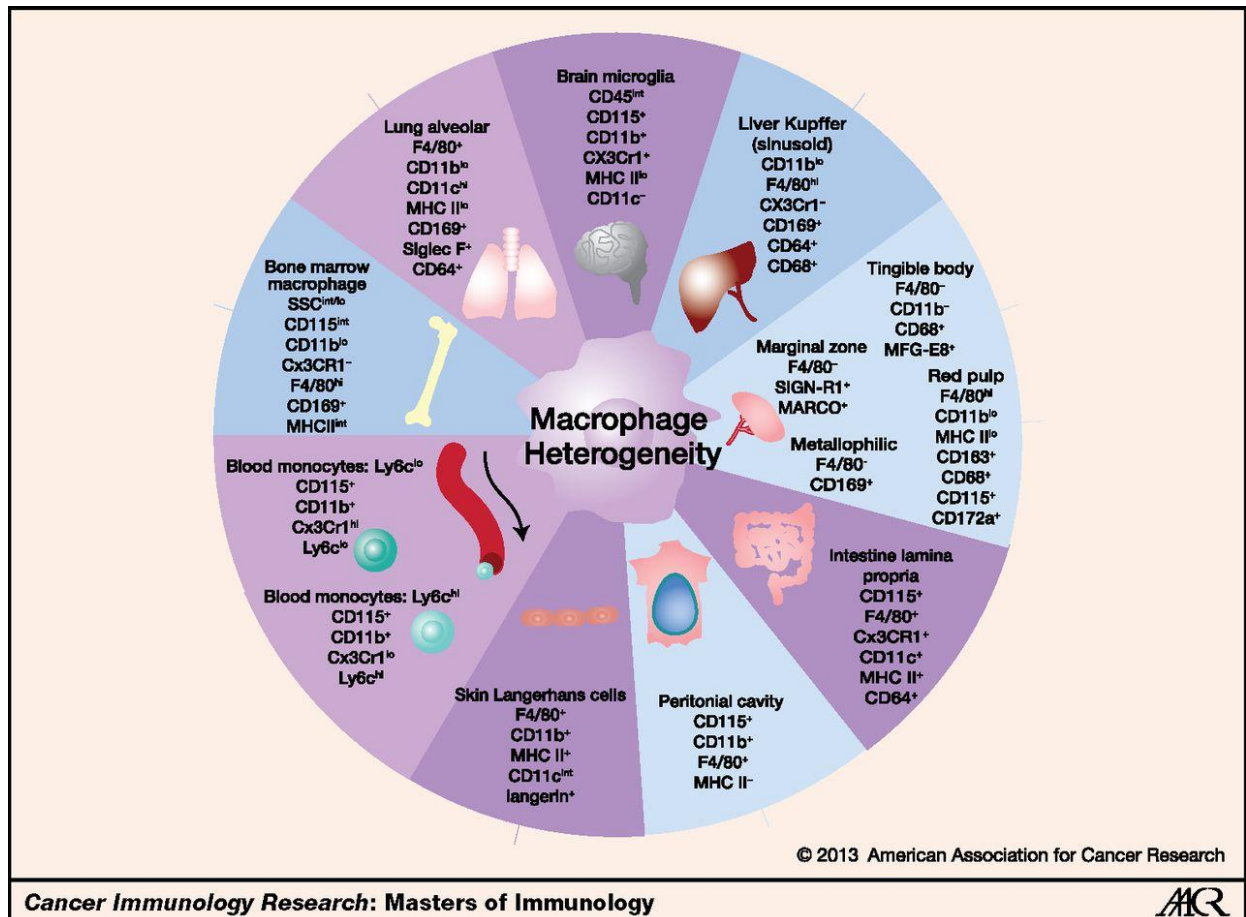 Brain microglia
CD45ⁱⁿᵗ
CD115⁺
CD11b⁺
CX3Cr1⁺
MHC IIˡᵒ
CD11c⁻
Liver Kupffer
(sinusoid)
CD11bˡᵒ
F4/80ʰⁱ
CX3Cr1⁻
CD169⁺
CD64⁺
CD68⁺
Tingible body
F4/80⁻
CD11b⁻
CD68⁺
MFG-E8⁺
Marginal zone
F4/80⁻
SIGN-R1⁺
MARCO⁺
Metallophilic
F4/80⁻
CD169⁺
Red pulp
F4/80ʰⁱ
CD11bˡᵒ
MHC IIˡᵒ
CD163⁺
CD68⁺
CD115⁺
CD172a⁺
Intestine lamina
propria
CD115⁺
F4/80⁺
Cx3CR1⁺
CD11c⁺
MHC II⁺
CD64⁺
Peritonial cavity
CD115⁺
CD11b⁺
F4/80⁺
MHC II⁻
Skin Langerhans cells
F4/80⁺
CD11b⁺
MHC II⁺
CD11cⁱⁿᵗ
langerin⁺
Blood monocytes: Ly6cˡᵒ
CD115⁺
CD11b⁺
Cx3Cr1ʰⁱ
Ly6cˡᵒ
Blood monocytes: Ly6cʰⁱ
CD115⁺
CD11b⁺
Cx3Cr1ˡᵒ
Ly6cʰⁱ
Bone marrow
macrophage
SSCⁱⁿᵗ/ˡᵒ
CD115ⁱⁿᵗ
CD11bˡᵒ
Cx3CR1⁻
F4/80ʰⁱ
CD169⁺
MHCIIⁱⁿᵗ
Lung alveolar
F4/80⁺
CD11bˡᵒ
CD11cʰⁱ
MHC IIˡᵒ
CD169⁺
Siglec F⁺
CD64⁺
Macrophage
Heterogeneity
© 2013 American Association for Cancer Research
Cancer Immunology Research: Masters of Immunology
AACR